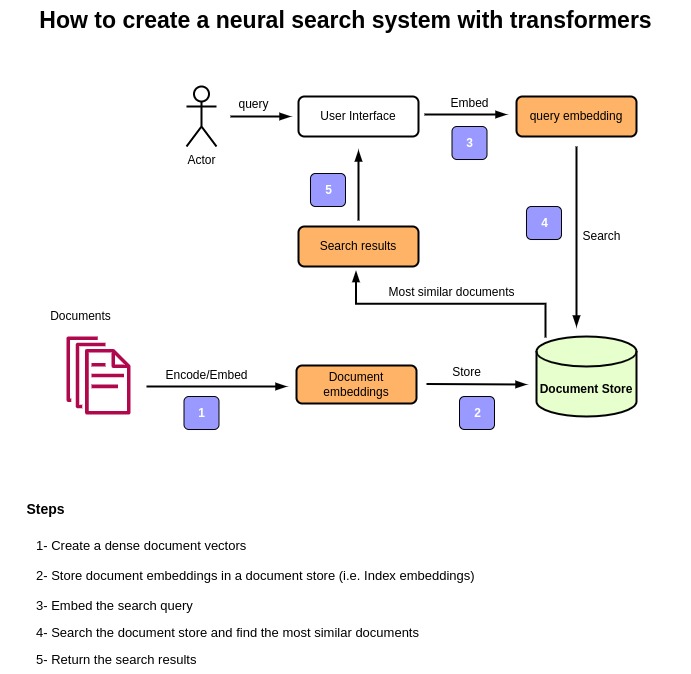 How to create a neural search system with transformers
query
User Interface
Embed
query embedding
3
Actor
5
4
Search
Search results
Most similar documents
Documents
Encode/Embed
1
Document
embeddings
Store
2
Document Store
Steps
1- Create a dense document vectors
2- Store document embeddings in a document store (i.e. Index embeddings)
3- Embed the search query
4- Search the document store and find the most similar documents
5- Return the search results